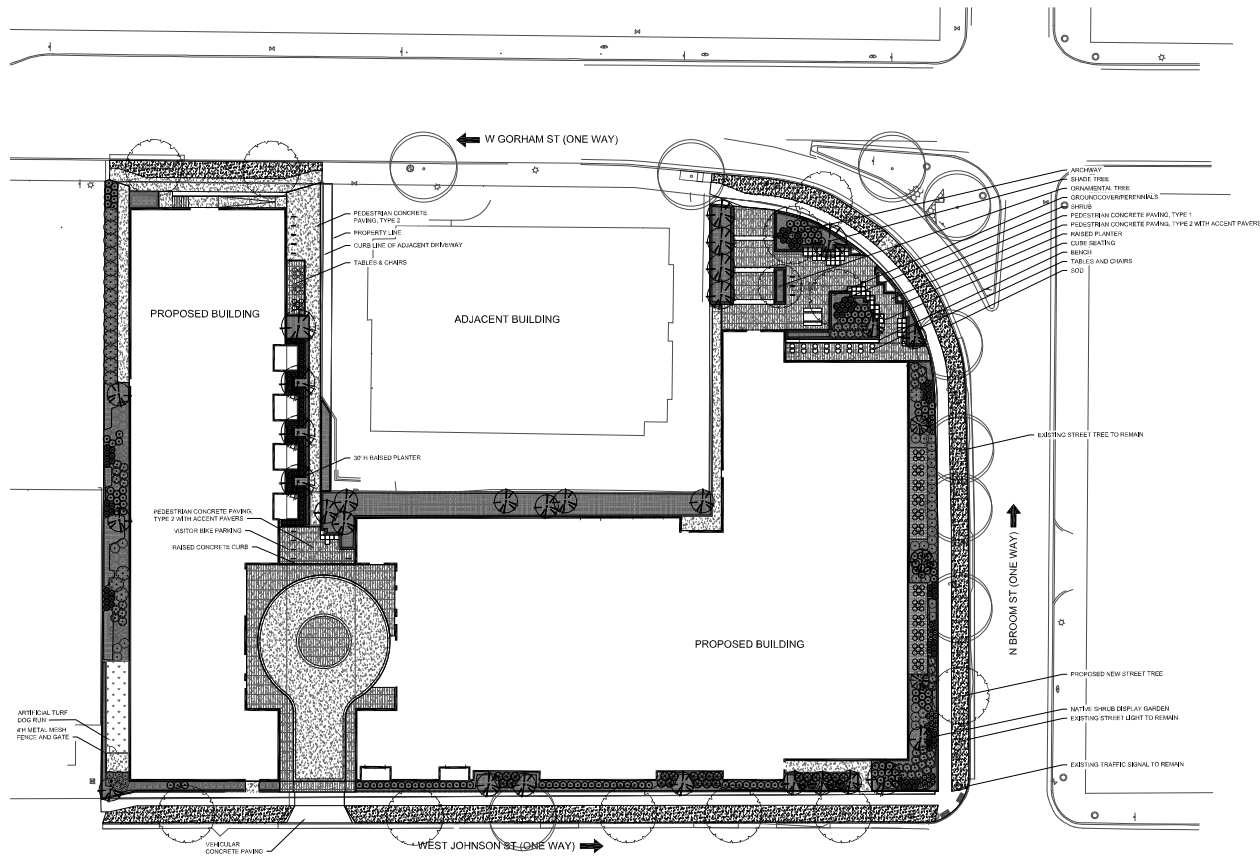 W GORHAM ST (ONE WAY)
ARCHWAY
SHADE TREE
ORNAMENTAL TREE
GROUNDCOVER/PERENNIALS
SHRUB
PEDESTRIAN CONCRETE PAVING, TYPE 1
PEDESTRIAN CONCRETE PAVING, TYPE 2 WITH ACCENT PAVERS
RAISED PLANTER
CUBE SEATING
BENCH
TABLES AND CHAIRS
SOD
PEDESTRIAN CONCRETE
PAVING, TYPE 2
PROPERTY LINE
CURB LINE OF ADJACENT DRIVEWAY
TABLES & CHAIRS
PROPOSED BUILDING
ADJACENT BUILDING
EXISTING STREET TREE TO REMAIN
30" H RAISED PLANTER
PEDESTRIAN CONCRETE PAVING,
TYPE 2 WITH ACCENT PAVERS
VISITOR BIKE PARKING
RAISED CONCRETE CURB
N BROOM ST (ONE WAY)
PROPOSED BUILDING
PROPOSED NEW STREET TREE
ARTIFICIAL TURF
DOG RUN
4'H METAL MESH
FENCE AND GATE
NATIVE SHRUB DISPLAY GARDEN
EXISTING STREET LIGHT TO REMAIN
EXISTING TRAFFIC SIGNAL TO REMAIN
VEHICULAR
CONCRETE PAVING
WEST JOHNSON ST (ONE WAY)